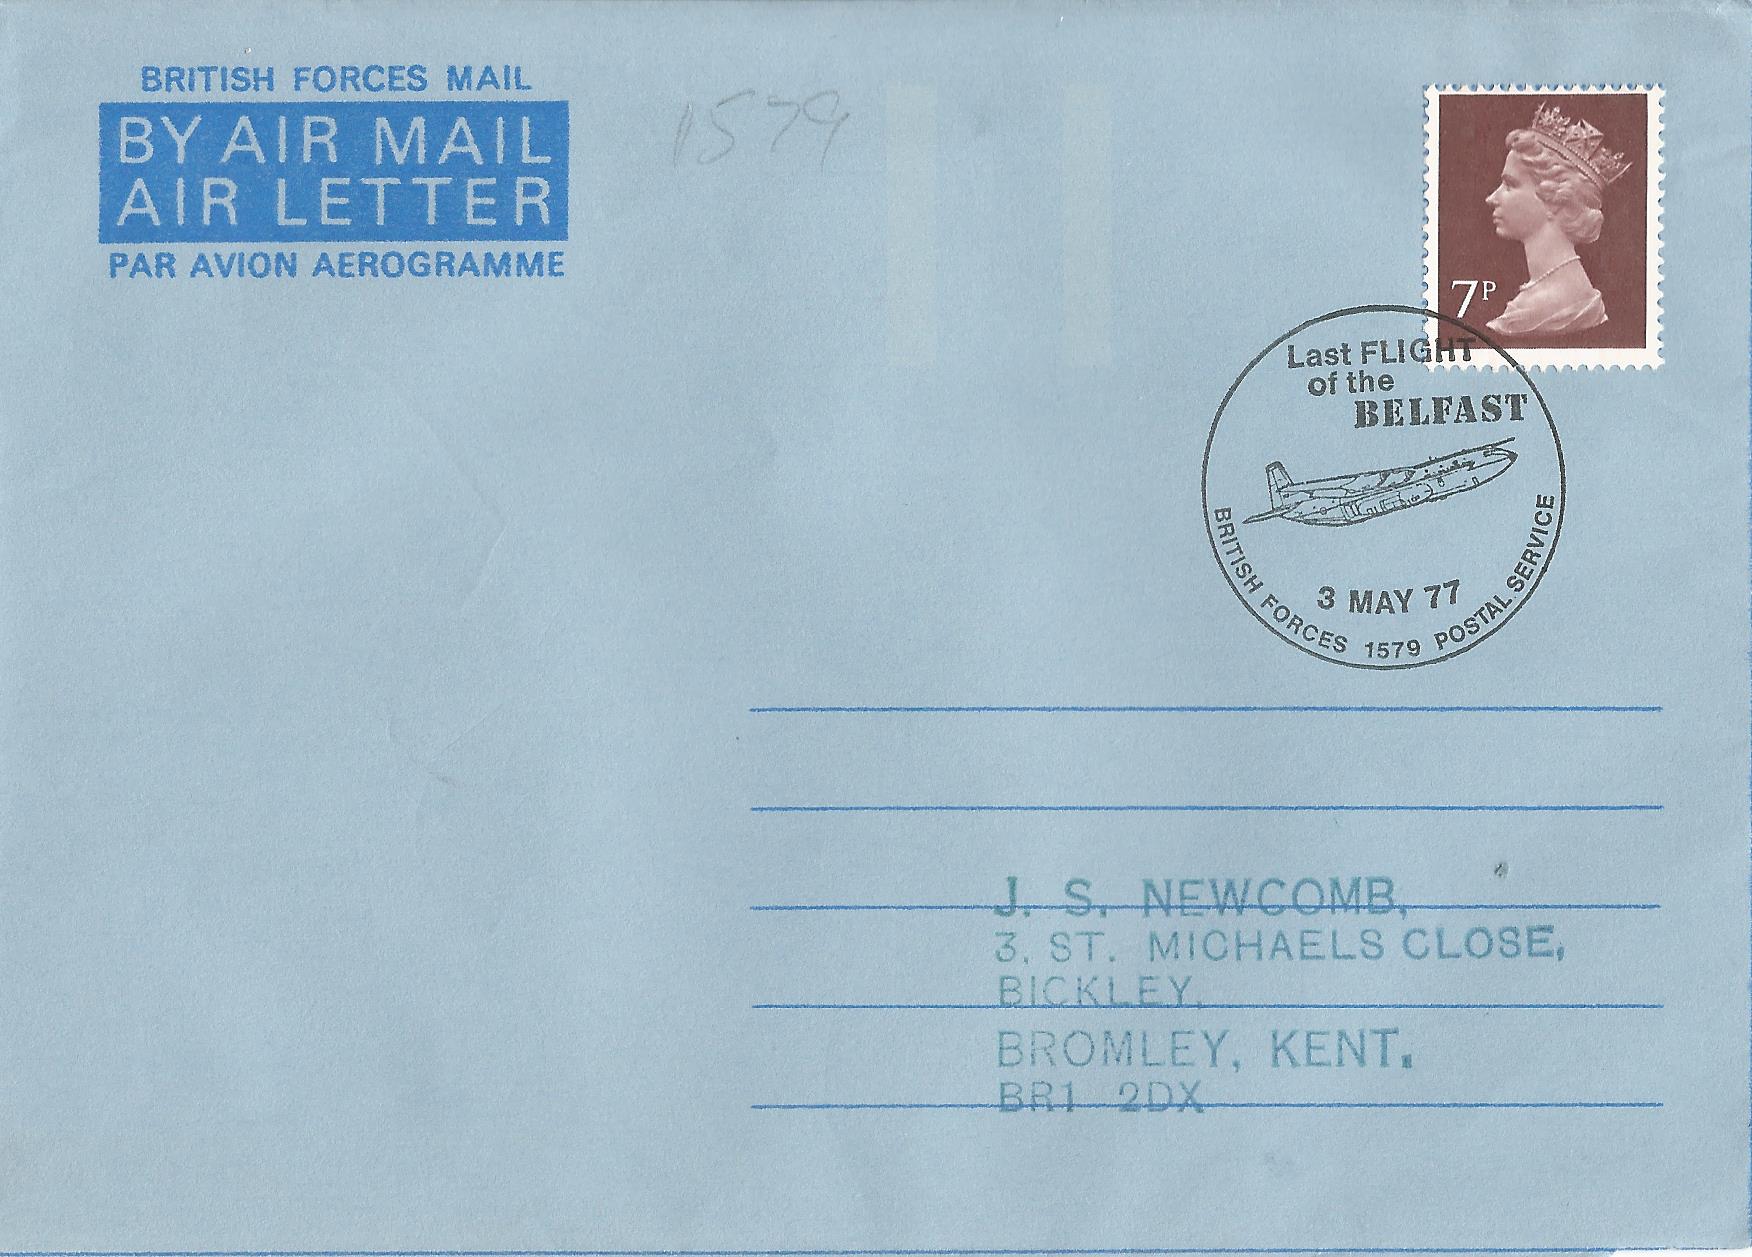 BRITISH FORCES MAIL
BY AIR MAIL
AIR LETTER
PAR AVION AEROGRAMME
1579
7P
Last FLIGHT
of the
BELFAST
3 MAY 77
BRITISH FORCES 1579 POSTAL SERVICE
J. S. NEWCOMB,
3, ST. MICHAELS CLOSE,
BICKLEY,
BROMLEY, KENT.
BR1 2DX